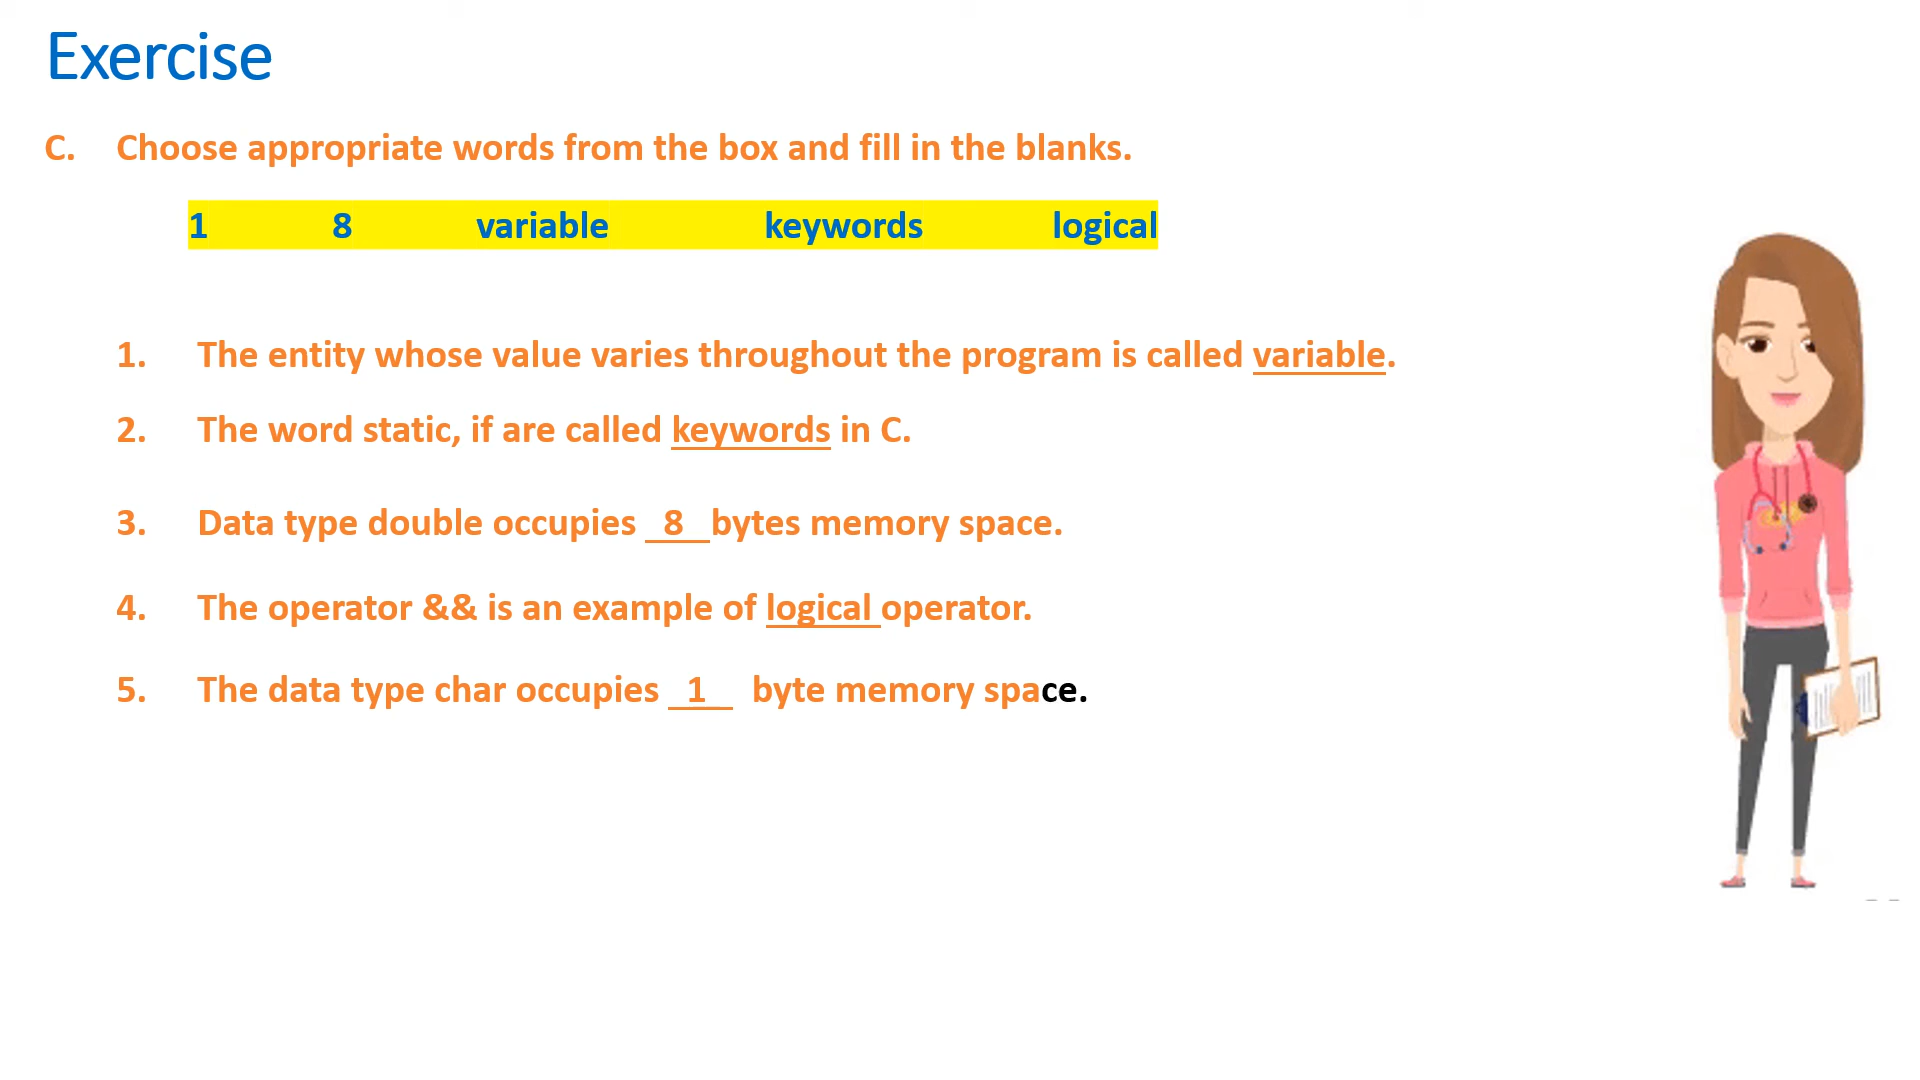 Exercise
C. Choose appropriate words from the box and fill in the blanks.
1 8 variable keywords logical
1. The entity whose value varies throughout the program is called variable.
2. The word static, if are called keywords in C.
3. Data type double occupies _8_ bytes memory space.
4. The operator && is an example of logical operator.
5. The data type char occupies _1_ byte memory space.